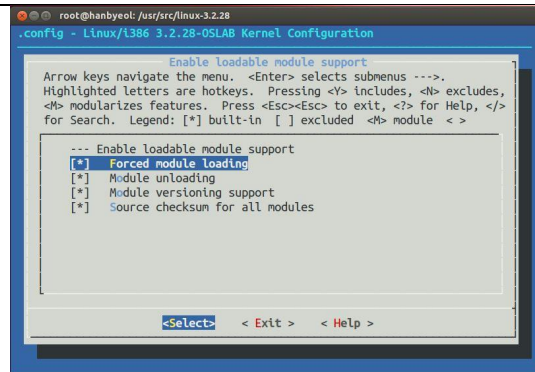 root@hanbyeol: /usr/src/linux-3.2.28
.config - Linux/i386 3.2.28-OSLAB Kernel Configuration
Enable loadable module support
Arrow keys navigate the menu. <Enter> selects submenus --->.
Highlighted letters are hotkeys. Pressing <Y> includes, <N> excludes,
<M> modularizes features. Press <Esc><Esc> to exit, <?> for Help, </>
for Search. Legend: [*] built-in [ ] excluded <M> module < >
--- Enable loadable module support
[*] Forced module loading
[*] Module unloading
[*] Module versioning support
[*] Source checksum for all modules
<Select> < Exit > < Help >